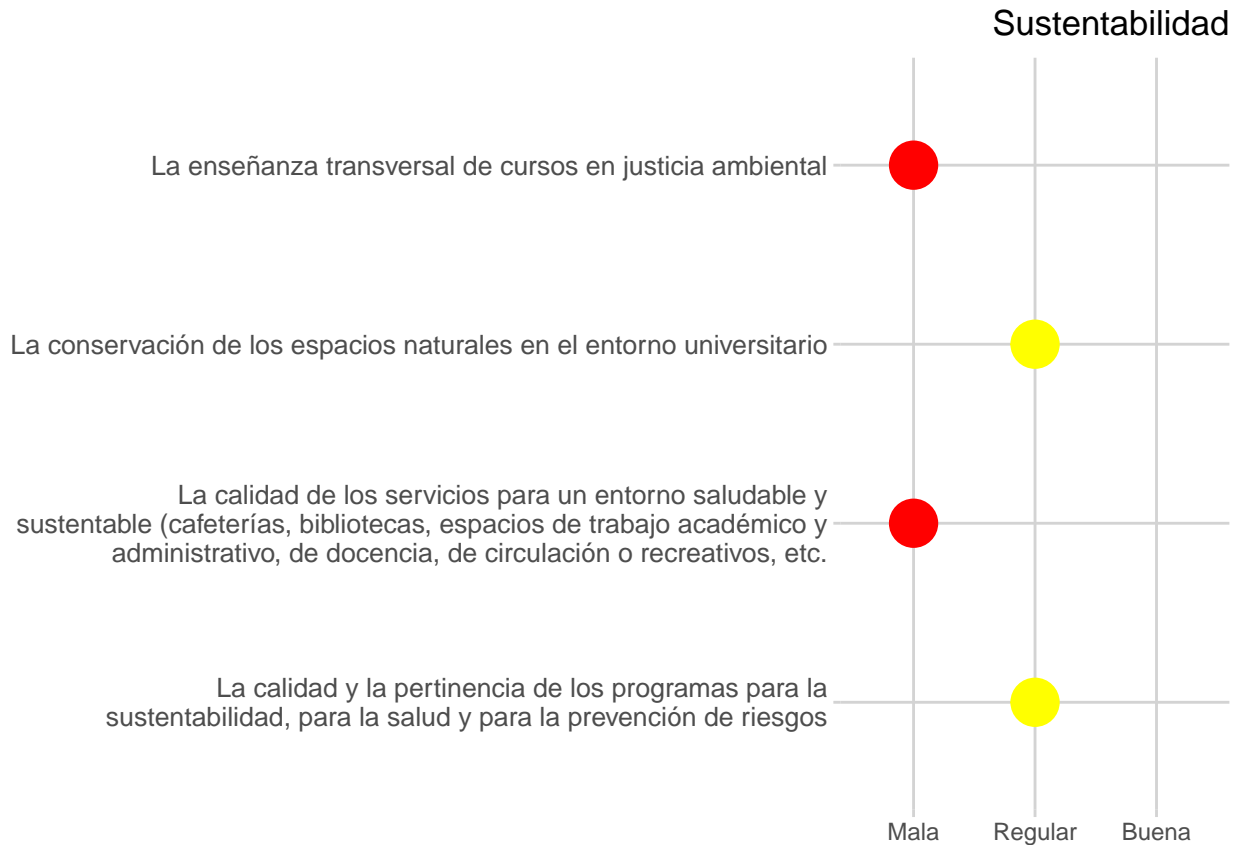 Sustentabilidad
La enseñanza transversal de cursos en justicia ambiental
La conservación de los espacios naturales en el entorno universitario
La calidad de los servicios para un entorno saludable y
sustentable (cafeterías, bibliotecas, espacios de trabajo académico y
administrativo, de docencia, de circulación o recreativos, etc.
La calidad y la pertinencia de los programas para la
sustentabilidad, para la salud y para la prevención de riesgos
Mala Regular Buena